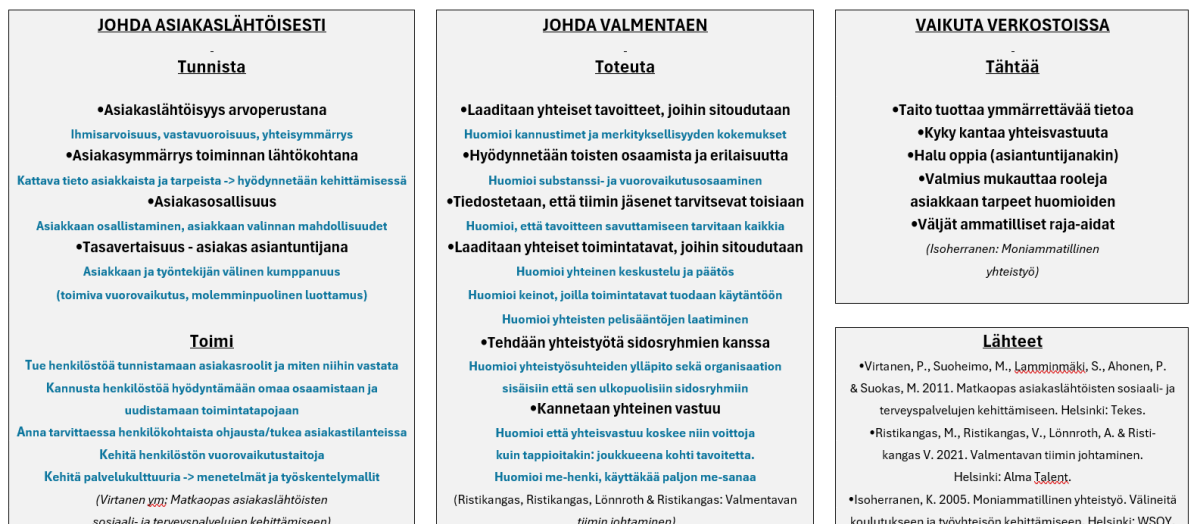 JOHDA ASIAKASLÄHTÖISESTI
Tunnista
•Asiakaslähtöisyys arvoperustana
Ihmisarvoisuus, vastavuoroisuus, yhteisymmärrys
•Asiakasymmärrys toiminnan lähtökohtana
Kattava tieto asiakkaista ja tarpeista -> hyödynnetään kehittämisessä
•Asiakasosallisuus
Asiakkaan osallistaminen, asiakkaan valinnan mahdollisuudet
•Tasavertaisuus - asiakas asiantuntijana
Asiakkaan ja työntekijän välinen kumppanuus
(toimiva vuorovaikutus, molemminpuolinen luottamus)
Toimi
Tue henkilöstöä tunnistamaan asiakasroolit ja miten niihin vastata
Kannusta henkilöstöä hyödyntämään omaa osaamistaan ja
uudistamaan toimintatapojaan
Anna tarvittaessa henkilökohtaista ohjausta/tukea asiakastilanteissa
Kehitä henkilöstön vuorovaikutustaitoja
Kehitä palvelukulttuuria -> menetelmät ja työskentelymallit
(Virtanen ym: Matkaopas asiakaslähtöisten
sosiaali- ja terveyspalvelujen kehittämiseen)
JOHDA VALMENTAEN
Toteuta
•Laaditaan yhteiset tavoitteet, joihin sitoudutaan
Huomioi kannustimet ja merkityksellisyyden kokemukset
•Hyödynnetään toisten osaamista ja erilaisuutta
Huomioi substanssi- ja vuorovaikutusosaaminen
•Tiedostetaan, että tiimin jäsenet tarvitsevat toisiaan
Huomioi, että tavoitteen savuttamiseen tarvitaan kaikkia
•Laaditaan yhteiset toimintatavat, joihin sitoudutaan
Huomioi yhteinen keskustelu ja päätös
Huomioi keinot, joilla toimintatavat tuodaan käytäntöön
Huomioi yhteisten pelisääntöjen laatiminen
•Tehdään yhteistyötä sidosryhmien kanssa
Huomioi yhteistyösuhteiden ylläpito sekä organisaation
sisäisiin että sen ulkopuolisiin sidosryhmiin
•Kannetaan yhteinen vastuu
Huomioi että yhteisvastuu koskee niin voittoja
kuin tappioitakin: joukkueena kohti tavoitetta.
Huomioi me-henki, käyttäkää paljon me-sanaa
(Ristikangas, Ristikangas, Lönnroth & Ristikangas: Valmentavan
tiimin johtaminen)
VAIKUTA VERKOSTOISSA
Tähtää
•Taito tuottaa ymmärrettävää tietoa
•Kyky kantaa yhteisvastuuta
•Halu oppia (asiantuntijanakin)
•Valmius mukauttaa rooleja
asiakkaan tarpeet huomioiden
•Väljät ammatilliset raja-aidat
(Isoherranen: Moniammatillinen
yhteistyö)
Lähteet
•Virtanen, P., Suoheimo, M., Lamminmäki, S., Ahonen, P.
& Suokas, M. 2011. Matkaopas asiakaslähtöisten sosiaali- ja
terveyspalvelujen kehittämiseen. Helsinki: Tekes.
•Ristikangas, M., Ristikangas, V., Lönnroth, A. & Risti-
kangas V. 2021. Valmentavan tiimin johtaminen.
Helsinki: Alma Talent.
•Isoherranen, K. 2005. Moniammatillinen yhteistyö. Välineitä
koulutukseen ja työyhteisön kehittämiseen. Helsinki: WSOY.